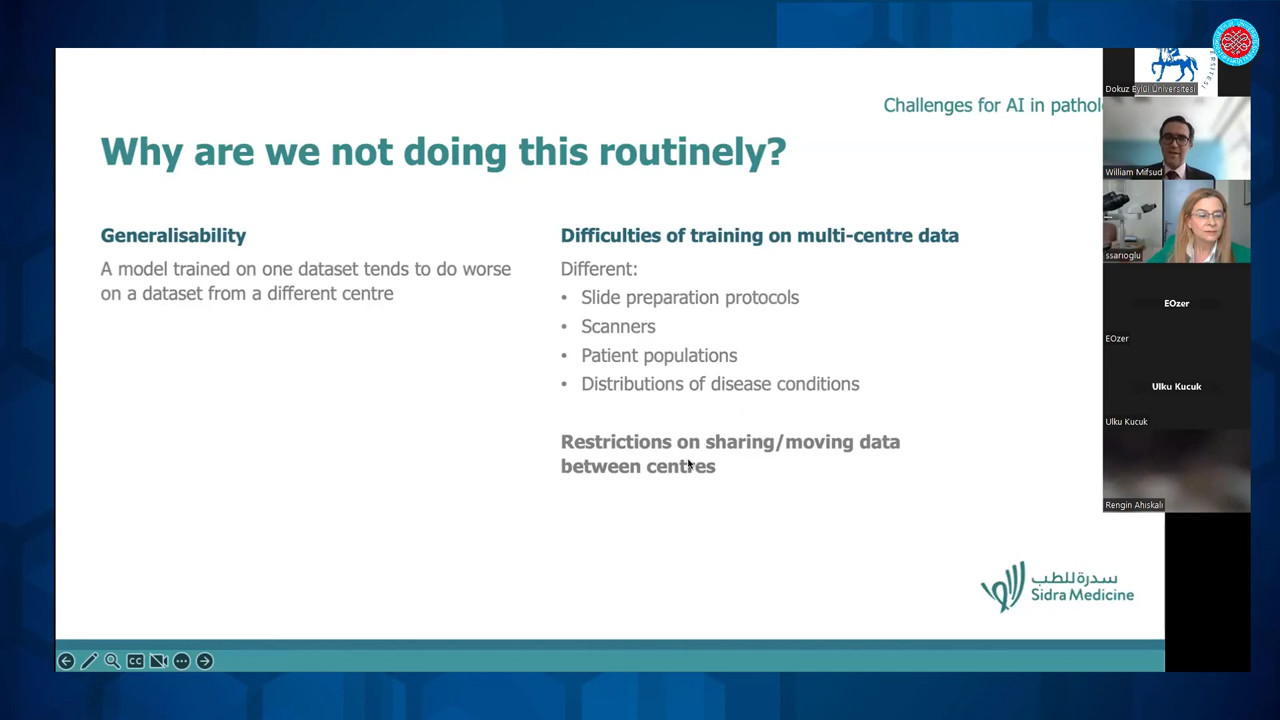 Challenges for AI in pathol
Why are we not doing this routinely?
Generalisability
A model trained on one dataset tends to do worse
on a dataset from a different centre
Difficulties of training on multi-centre data
Different:
• Slide preparation protocols
• Scanners
• Patient populations
• Distributions of disease conditions
Restrictions on sharing/moving data
between centres
سدرة للطب
Sidra Medicine
CC
Dokuz Eylül Üniversitesi
William Mifsud
ssarioglu
EOzer
EOzer
Ulku Kucuk
Ulku Kucuk
Rengin Ahıskalı